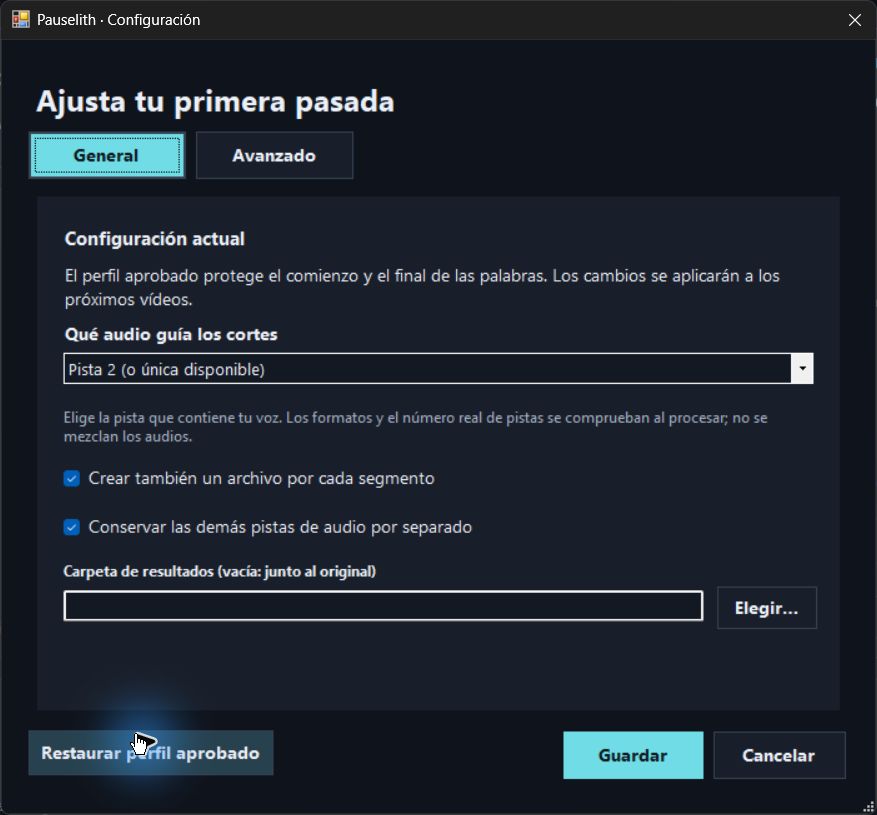 Pauselith · Configuración
Ajusta tu primera pasada
General
Avanzado
Configuración actual
El perfil aprobado protege el comienzo y el final de las palabras. Los cambios se aplicarán a los
próximos vídeos.
Qué audio guía los cortes
Pista 2 (o única disponible)
Elige la pista que contiene tu voz. Los formatos y el número real de pistas se comprueban al procesar; no se
mezclan los audios.
Crear también un archivo por cada segmento
Conservar las demás pistas de audio por separado
Carpeta de resultados (vacía: junto al original)
Elegir...
Restaurar perfil aprobado
Guardar
Cancelar